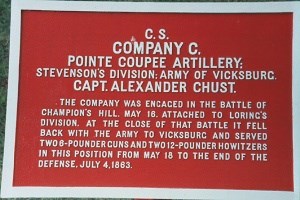 C. S.
COMPANY C,
POINTE COUPEE ARTILLERY;
STEVENSON'S DIVISION; ARMY OF VICKSBURG.
CAPT. ALEXANDER CHUST.
THE COMPANY WAS ENGAGED IN THE BATTLE OF
CHAMPION'S HILL, MAY 16, ATTACHED TO LORING'S
DIVISION. AT THE CLOSE OF THAT BATTLE IT FELL
BACK WITH THE ARMY TO VICKSBURG AND SERVED
TWO 6-POUNDER GUNS AND TWO 12-POUNDER HOWITZERS
IN THIS POSITION FROM MAY 18 TO THE END OF THE
DEFENSE, JULY 4, 1863.